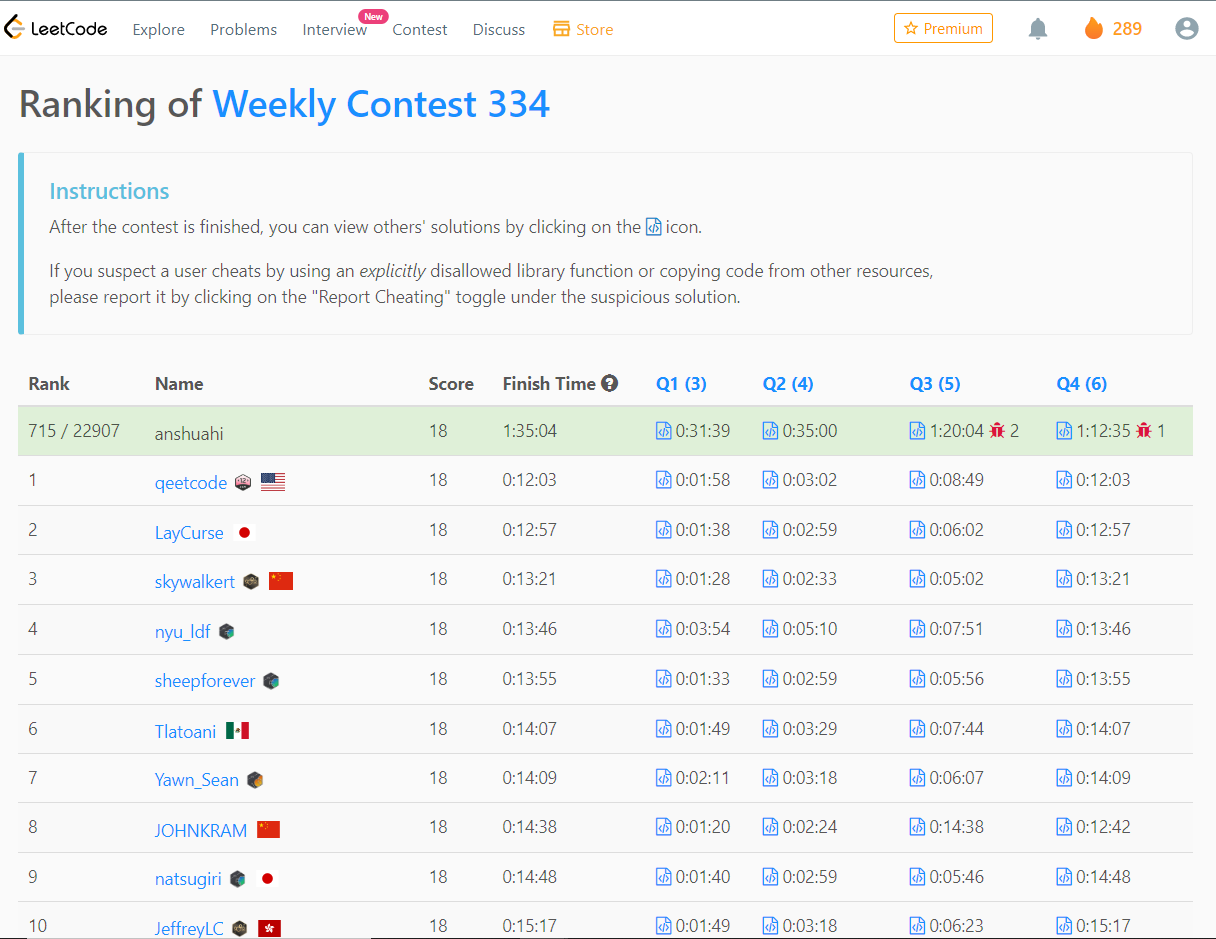 LeetCode Explore Problems Interview New Contest Discuss Store Premium 289
Ranking of Weekly Contest 334
Instructions
After the contest is finished, you can view others' solutions by clicking on the icon.
If you suspect a user cheats by using an explicitly disallowed library function or copying code from other resources,
please report it by clicking on the "Report Cheating" toggle under the suspicious solution.
Rank Name Score Finish Time Q1 (3) Q2 (4) Q3 (5) Q4 (6)
715 / 22907 anshuahi 18 1:35:04 0:31:39 0:35:00 1:20:04 2 1:12:35 1
1 qeetcode 18 0:12:03 0:01:58 0:03:02 0:08:49 0:12:03
2 LayCurse 18 0:12:57 0:01:38 0:02:59 0:06:02 0:12:57
3 skywalkert 18 0:13:21 0:01:28 0:02:33 0:05:02 0:13:21
4 nyu_ldf 18 0:13:46 0:03:54 0:05:10 0:07:51 0:13:46
5 sheepforever 18 0:13:55 0:01:33 0:02:59 0:05:56 0:13:55
6 Tlatoani 18 0:14:07 0:01:49 0:03:29 0:07:44 0:14:07
7 Yawn_Sean 18 0:14:09 0:02:11 0:03:18 0:06:07 0:14:09
8 JOHNKRAM 18 0:14:38 0:01:20 0:02:24 0:14:38 0:12:42
9 natsugiri 18 0:14:48 0:01:40 0:02:59 0:05:46 0:14:48
10 JeffreyLC 18 0:15:17 0:01:49 0:03:18 0:06:23 0:15:17